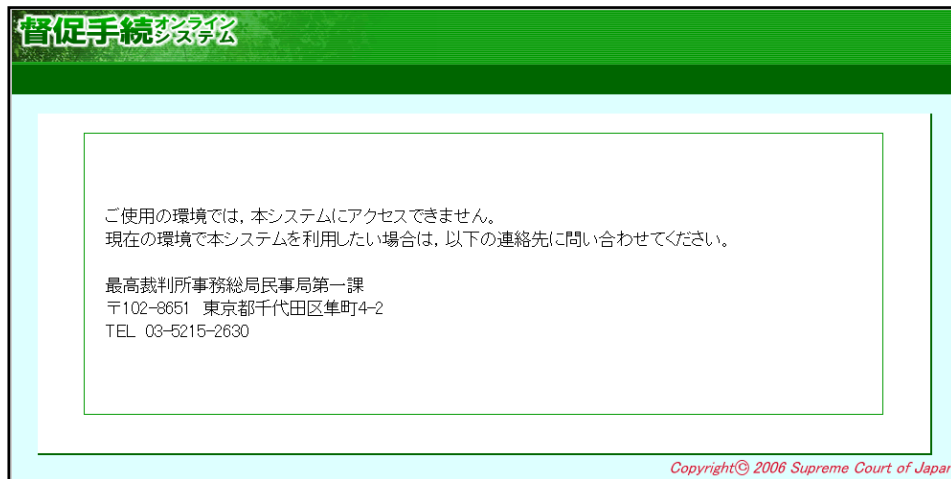 督促手続オンラインシステム
ご使用の環境では，本システムにアクセスできません。
現在の環境で本システムを利用したい場合は，以下の連絡先に問い合わせてください。
最高裁判所事務総局民事局第一課
〒102-8651 東京都千代田区隼町4-2
TEL 03-5215-2630
Copyright© 2006 Supreme Court of Japan